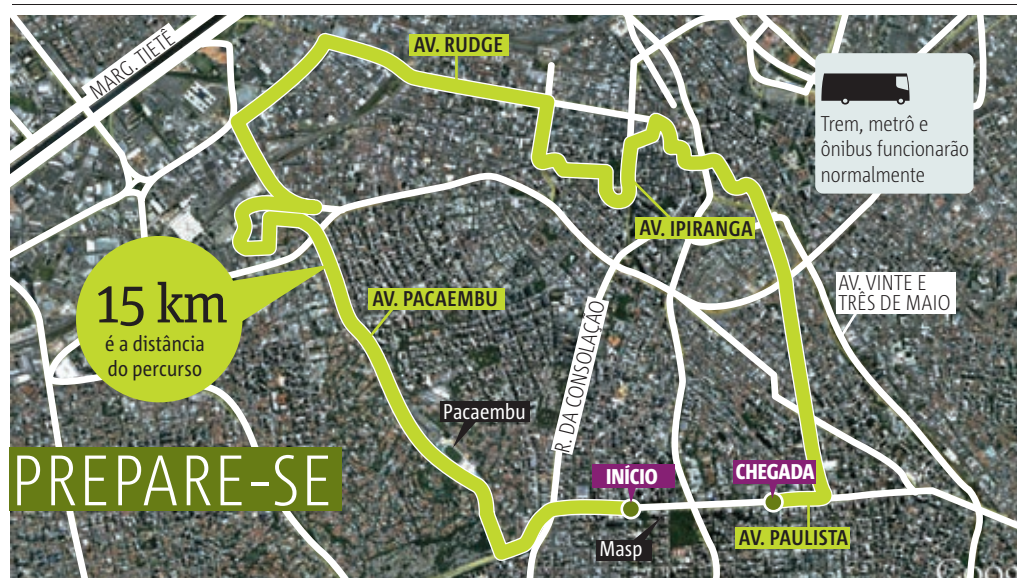 MARG. TIETÊ
AV. RUDGE
Trem, metrô e
ônibus funcionarão
normalmente
AV. IPIRANGA
15 km
é a distância
do percurso
AV. PACAEMBU
AV. VINTE E
TRÊS DE MAIO
R. DA CONSOLAÇÃO
Pacaembu
PREPARE-SE
INÍCIO
CHEGADA
Masp
AV. PAULISTA